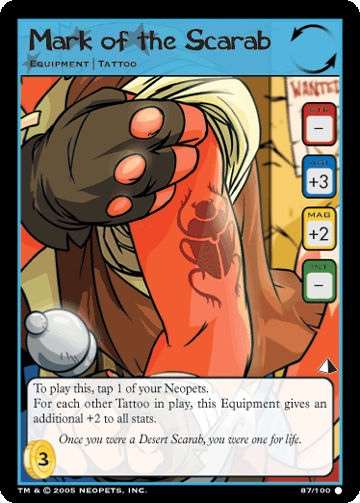 Mark of the Scarab
Equipment | Tattoo
WANTED
STR
–
AGI
+3
MAG
+2
INT
–
To play this, tap 1 of your Neopets.
For each other Tattoo in play, this Equipment gives an
additional +2 to all stats.
Once you were a Desert Scarab, you were one for life.
3
TM & © 2005 NEOPETS, INC.
87/100